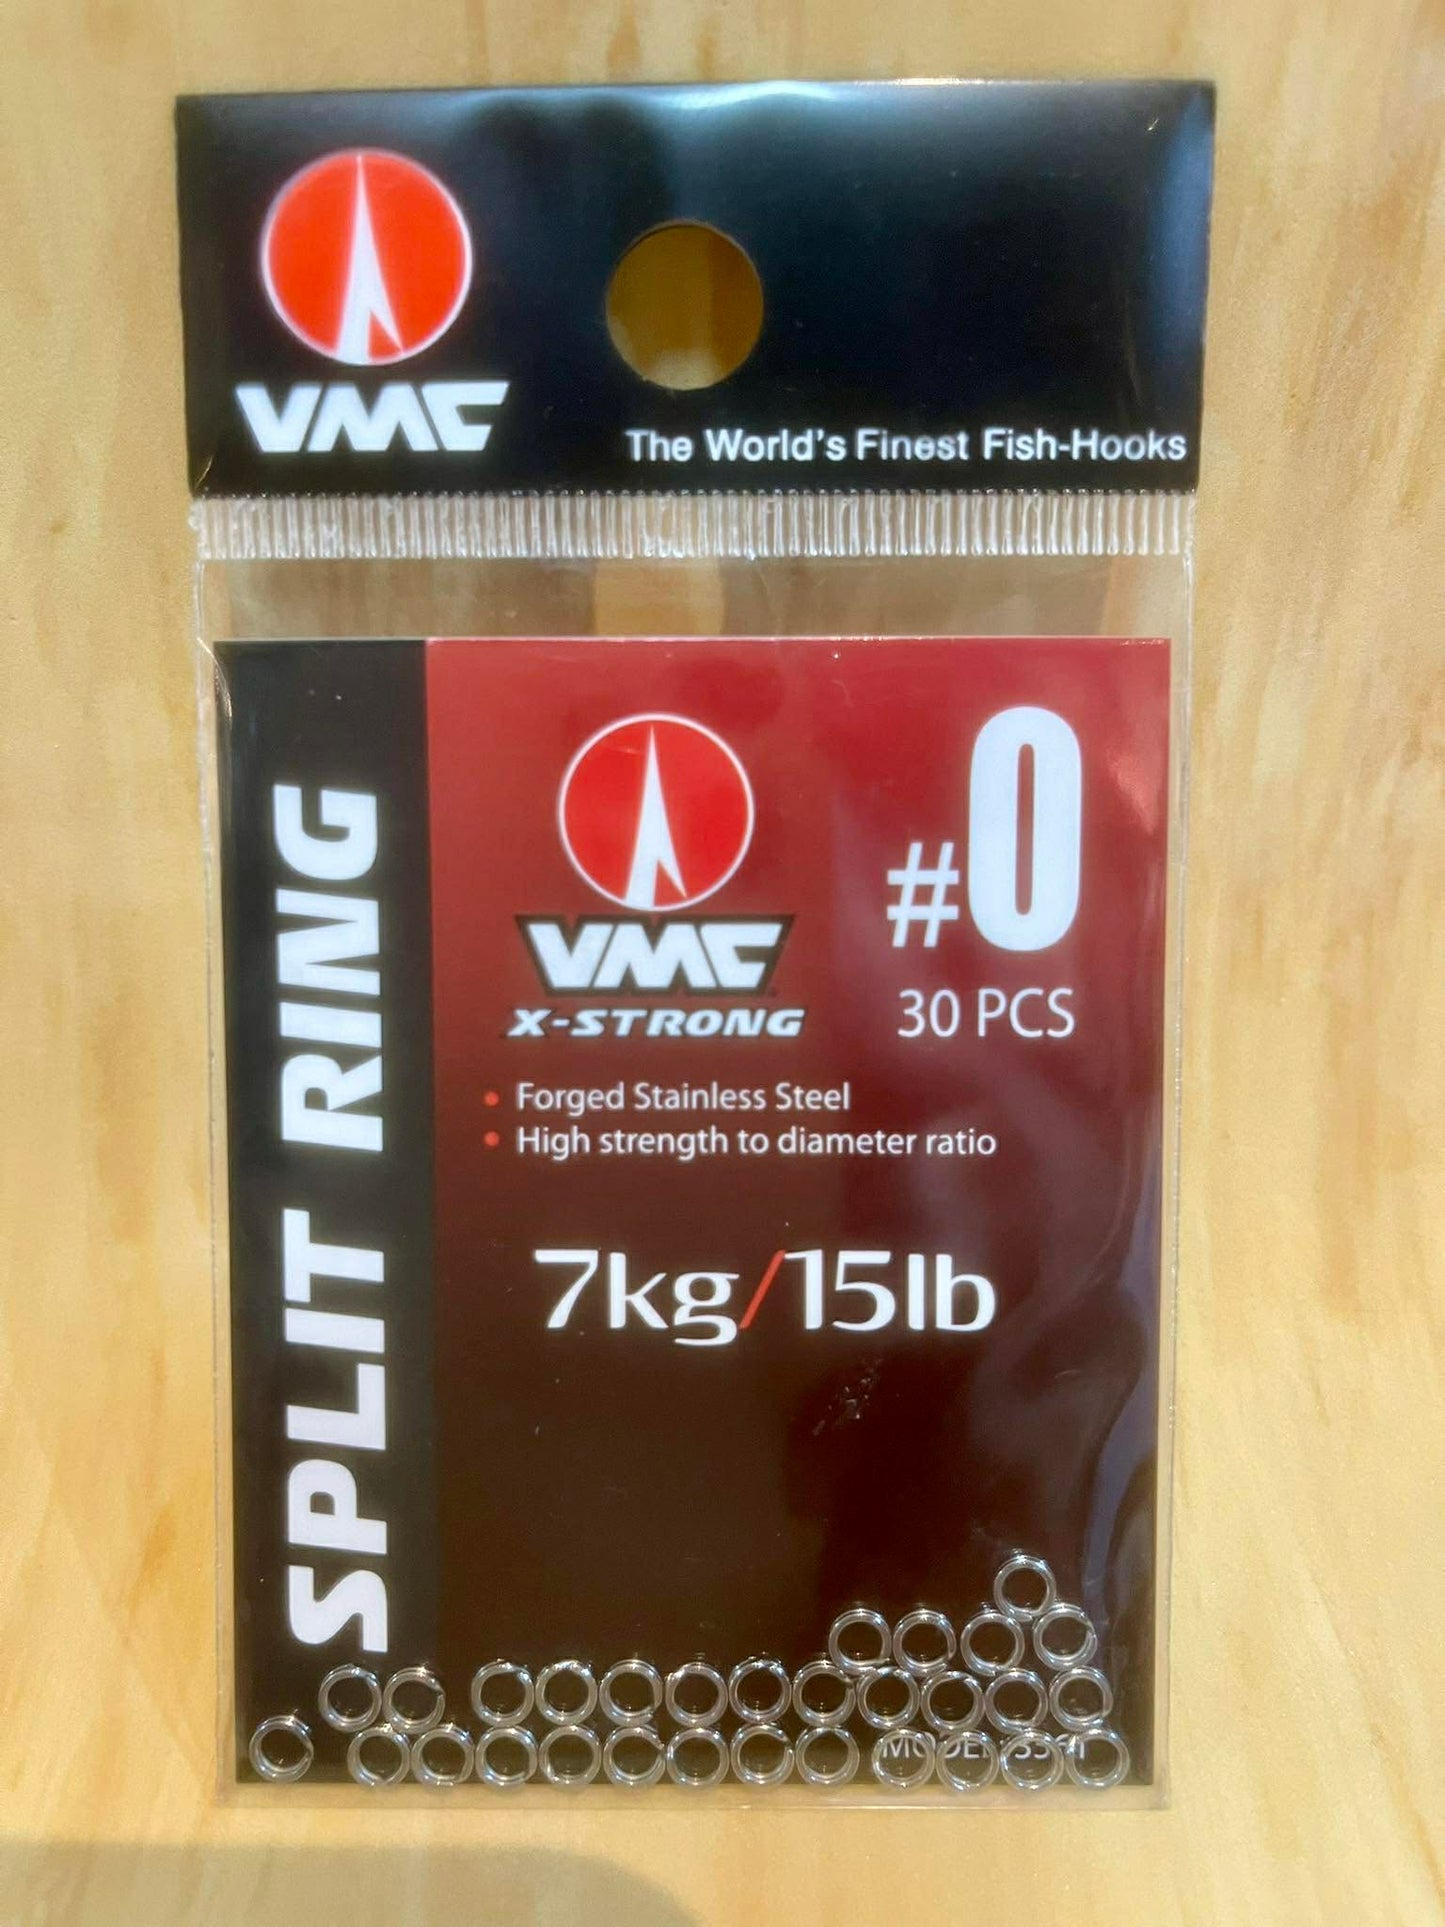 VMC
The World's Finest Fish-Hooks
SPLIT RING
VMC
X-STRONG
#0
30 PCS
• Forged Stainless Steel
• High strength to diameter ratio
7kg/15lb
MODEL: